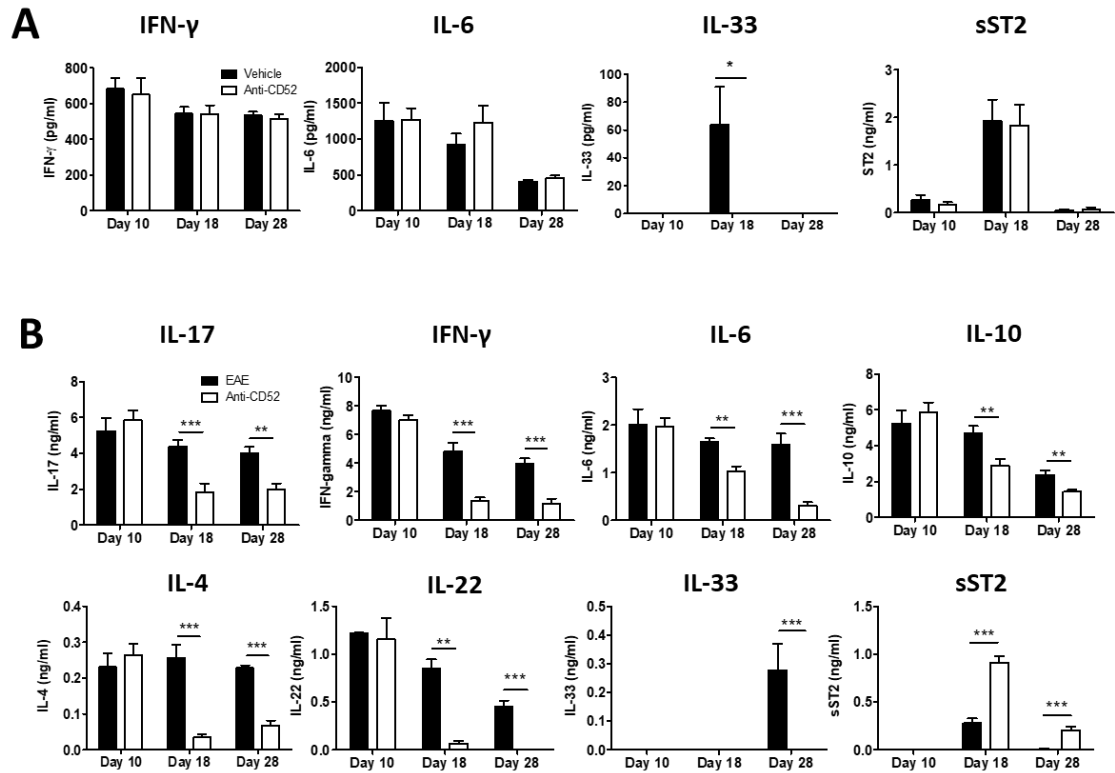 A
IFN-γ
IL-6
IL-33
sST2
IFN-γ (pg/ml)
800
600
400
200
0
Vehicle
Anti-CD52
Day 10 Day 18 Day 28
IL-6 (pg/ml)
2000
1500
1000
500
0
Day 10 Day 18 Day 28
IL-33 (pg/ml)
100
80
60
40
20
0
*
Day 10 Day 18 Day 28
ST2 (ng/ml)
3
2
1
0
Day 10 Day 18 Day 28
B
IL-17
IFN-γ
IL-6
IL-10
IL-17 (ng/ml)
8
6
4
2
0
EAE
Anti-CD52
*** **
Day 10 Day 18 Day 28
IFN-gamma (ng/ml)
10
8
6
4
2
0
*** ***
Day 10 Day 18 Day 28
IL-6 (ng/ml)
3
2
1
0
** ***
Day 10 Day 18 Day 28
IL-10 (ng/ml)
8
6
4
2
0
** **
Day 10 Day 18 Day 28
IL-4
IL-22
IL-33
sST2
IL-4 (ng/ml)
0.4
0.3
0.2
0.1
0.0
*** ***
Day 10 Day 18 Day 28
IL-22 (ng/ml)
1.5
1.0
0.5
0.0
** ***
Day 10 Day 18 Day 28
IL-33 (ng/ml)
0.5
0.4
0.3
0.2
0.1
0.0
***
Day 10 Day 18 Day 28
sST2 (ng/ml)
1.5
1.0
0.5
0.0
*** ***
Day 10 Day 18 Day 28